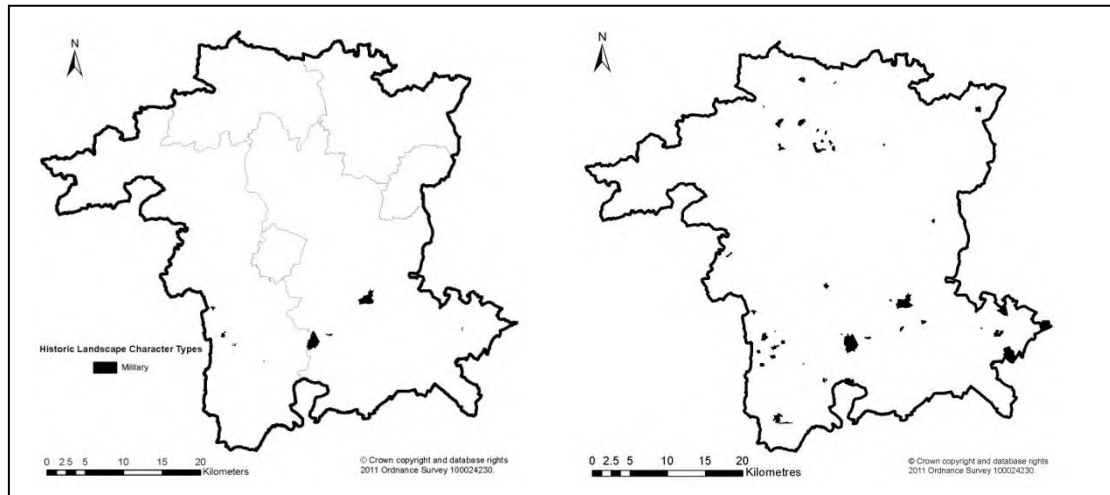 N
Historic Landscape Character Types
Military
0 2.5 5 10 15 20
Kilometers
© Crown copyright and database rights
2011 Ordnance Survey 100024230.
N
0 2.5 5 10 15 20
Kilometres
© Crown copyright and database rights
2011 Ordnance Survey 100024230